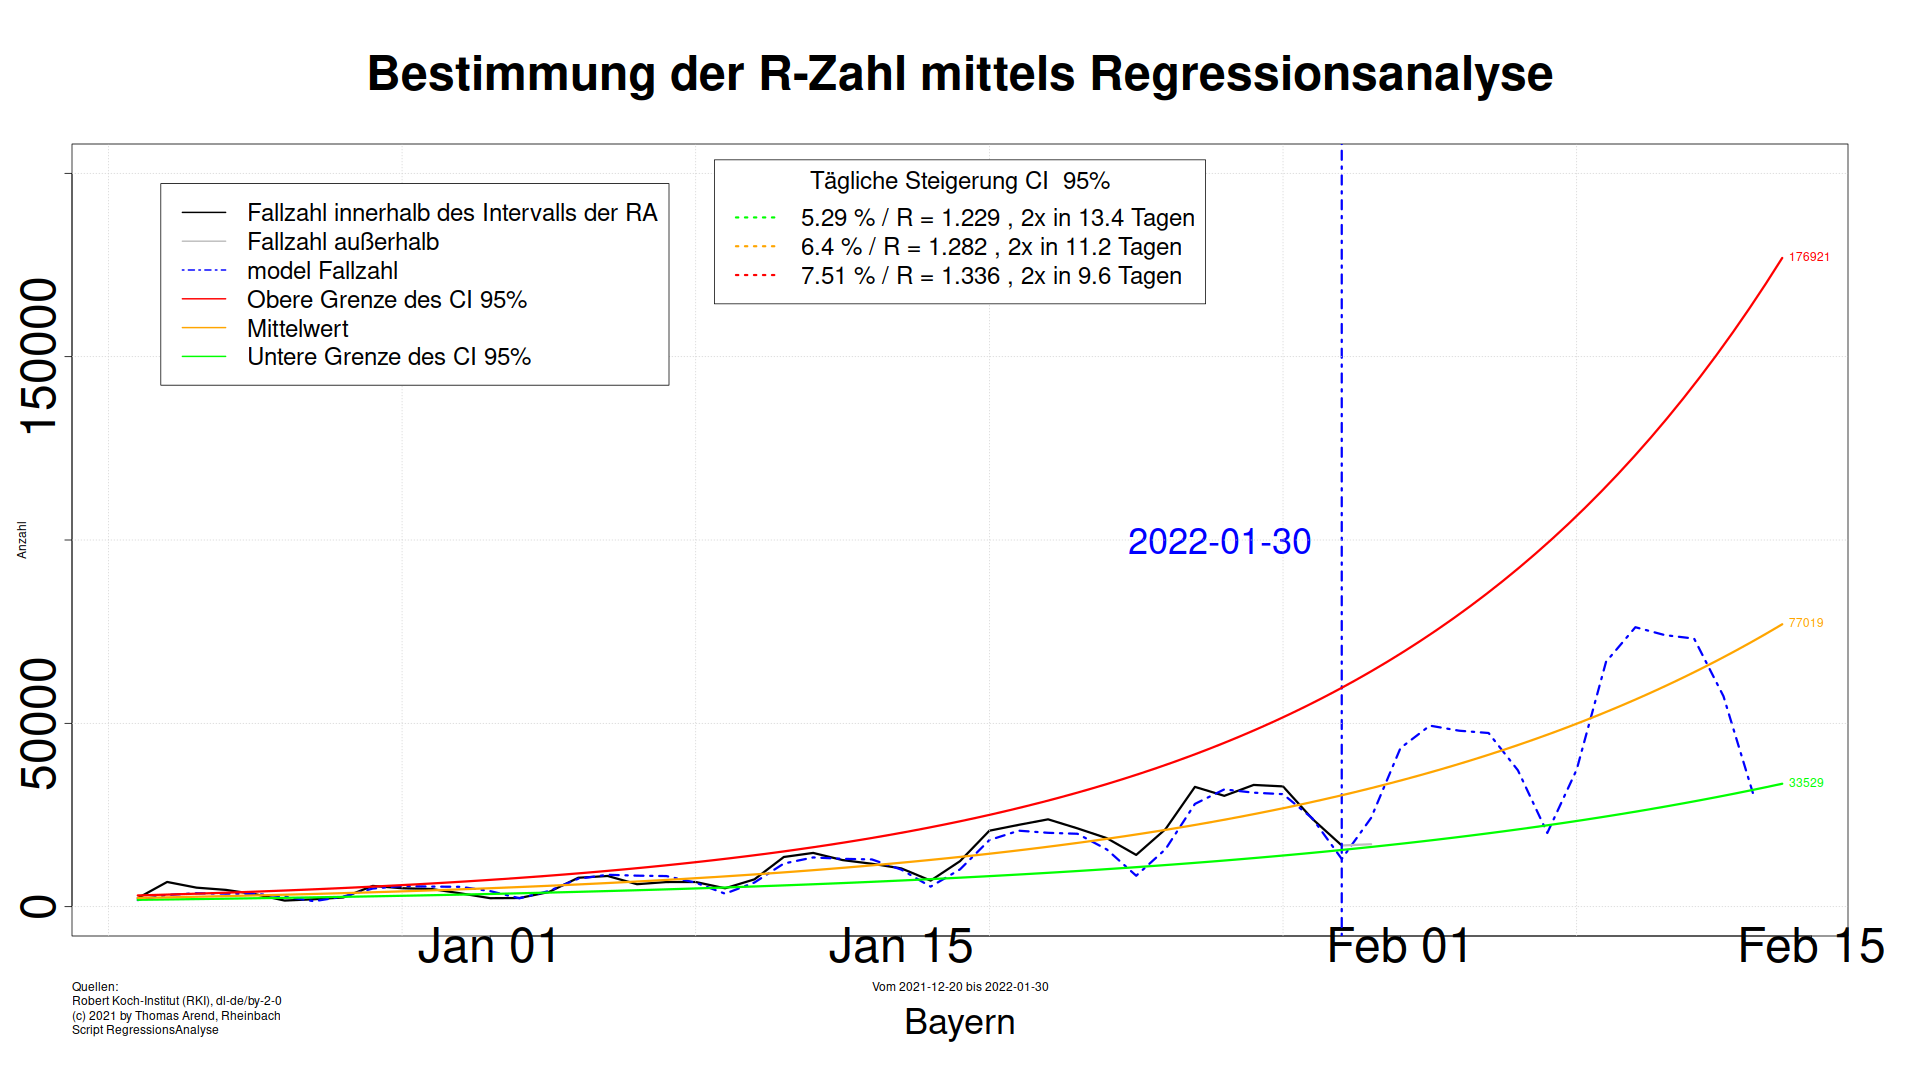 Bestimmung der R-Zahl mittels Regressionsanalyse
Fallzahl innerhalb des Intervalls der RA
Fallzahl außerhalb
model Fallzahl
Obere Grenze des CI 95%
Mittelwert
Untere Grenze des CI 95%
Tägliche Steigerung CI  95%
5.29 % / R = 1.229 , 2x in 13.4 Tagen
6.4 % / R = 1.282 , 2x in 11.2 Tagen
7.51 % / R = 1.336 , 2x in 9.6 Tagen
176921
77019
33529
2022-01-30
150000
50000
0
Anzahl
Jan 01
Jan 15
Feb 01
Feb 15
Quellen:
Robert Koch-Institut (RKI), dl-de/by-2-0
(c) 2021 by Thomas Arend, Rheinbach
Script RegressionsAnalyse
Vom 2021-12-20 bis 2022-01-30
Bayern